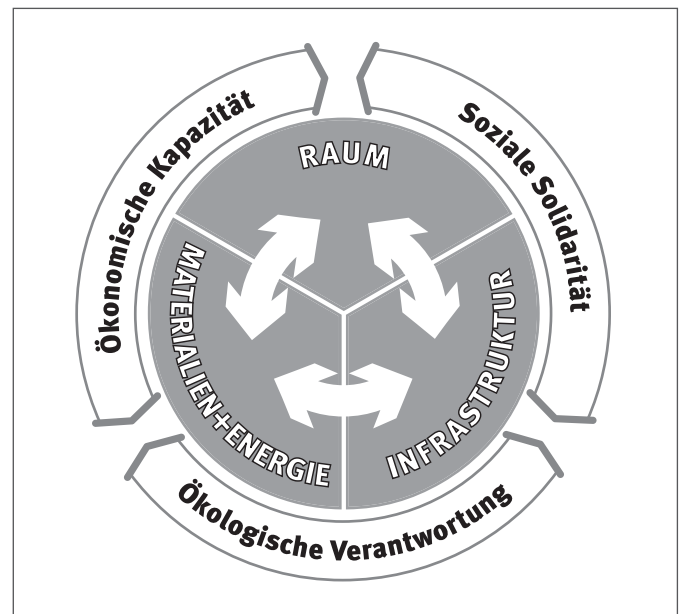 Ökonomische Kapazität
Soziale Solidarität
RAUM
MATERIALIEN+ENERGIE
INFRASTRUKTUR
Ökologische Verantwortung